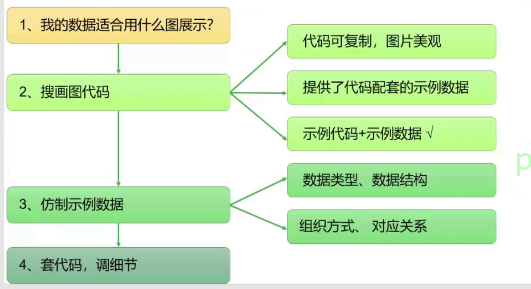 1、我的数据适合用什么图展示?
代码可复制，图片美观
2、搜画图代码
提供了代码配套的示例数据
示例代码+示例数据 √
数据类型、数据结构
3、仿制示例数据
组织方式、 对应关系
4、套代码，调细节
p